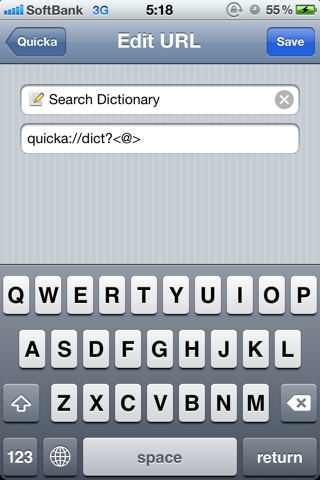 SoftBank 3G 5:18 55 %
Quicka Edit URL Save
Search Dictionary
quicka://dict?<@>
Q W E R T Y U I O P
A S D F G H J K L
Z X C V B N M
123 space return